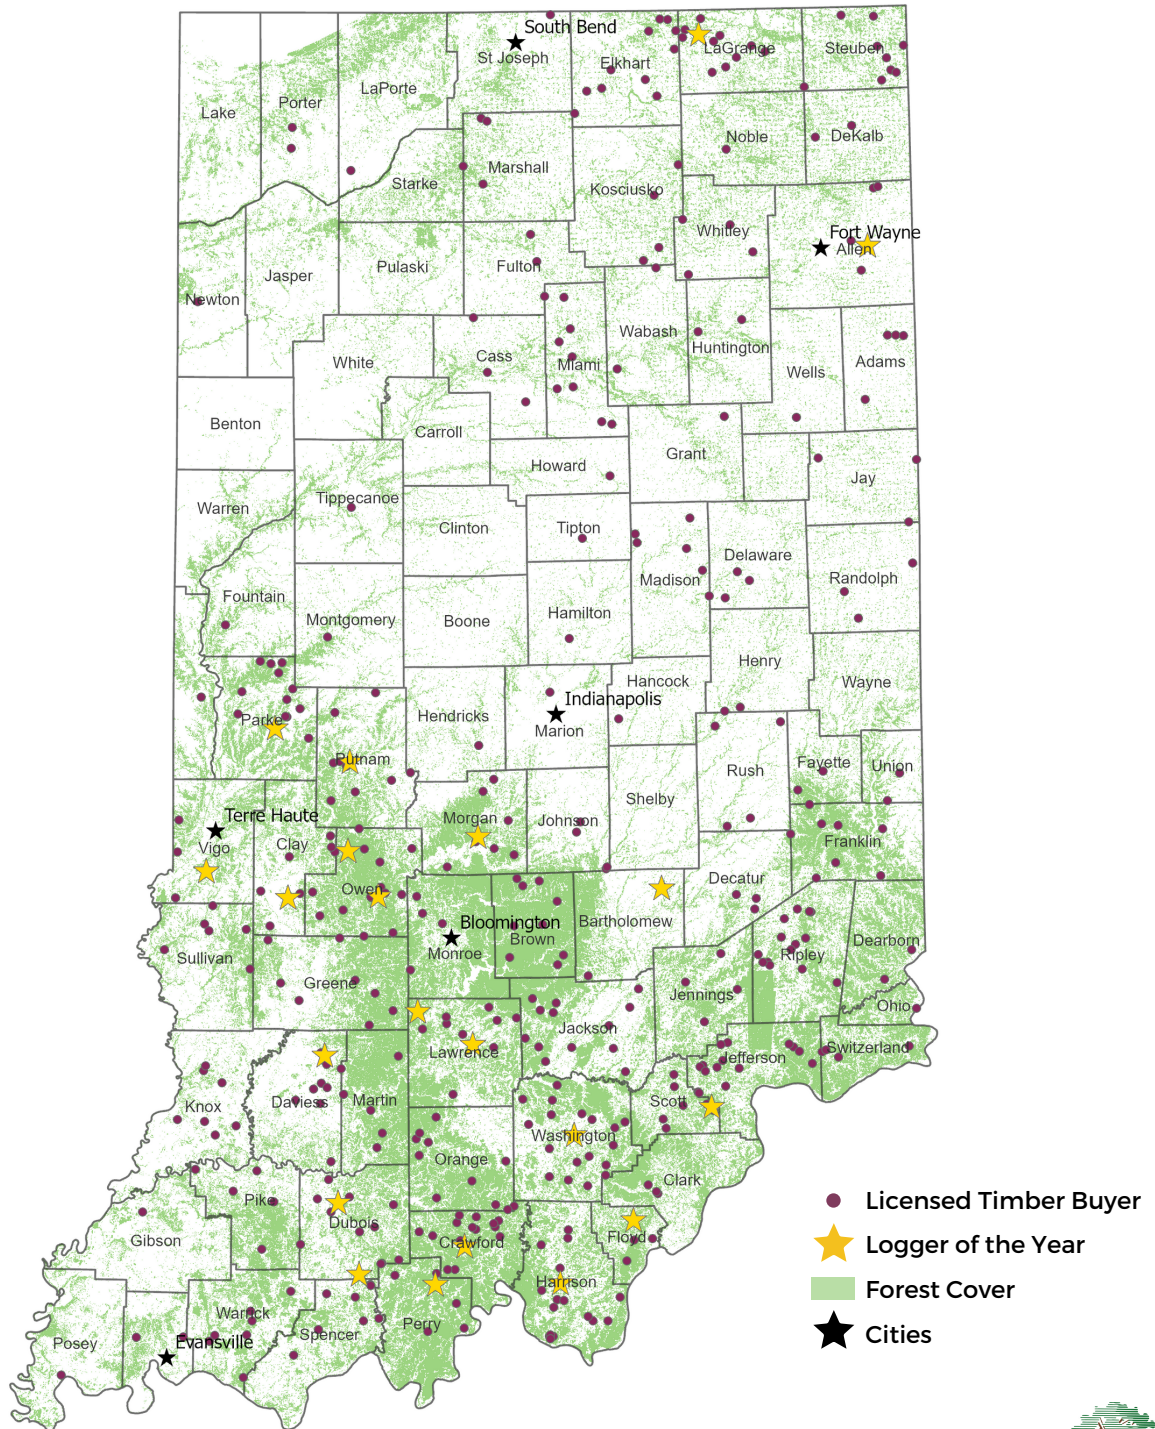 South Bend
St Joseph
LaGrange
Steuben
Elkhart
LaPorte
Porter
Lake
Noble
DeKalb
Marshall
Starke
Kosciusko
Whitley
Fort Wayne
Allen
Fulton
Pulaski
Jasper
Newton
Wabash
Huntington
White
Cass
Miami
Wells
Adams
Benton
Carroll
Grant
Howard
Jay
Tippecanoe
Warren
Clinton
Tipton
Delaware
Madison
Randolph
Fountain
Montgomery
Boone
Hamilton
Henry
Hancock
Wayne
Indianapolis
Marion
Hendricks
Parke
Putnam
Rush
Fayette
Union
Shelby
Terre Haute
Vigo
Clay
Morgan
Johnson
Franklin
Decatur
Owen
Bloomington
Monroe
Brown
Bartholomew
Ripley
Dearborn
Sullivan
Greene
Jennings
Ohio
Jackson
Lawrence
Jefferson
Switzerland
Knox
Daviess
Martin
Scott
Washington
Orange
Clark
Pike
Dubois
Gibson
Crawford
Floyd
Harrison
Warrick
Spencer
Perry
Posey
Evansville
Licensed Timber Buyer
Logger of the Year
Forest Cover
Cities